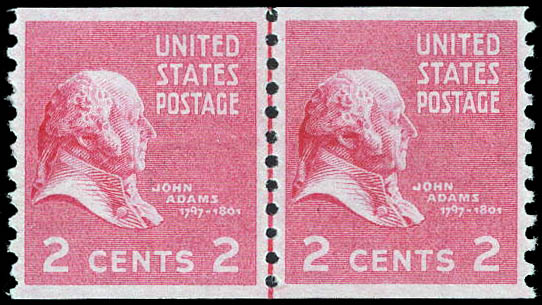 UNITED
STATES
POSTAGE
JOHN
ADAMS
1797-1801
2 CENTS 2
UNITED
STATES
POSTAGE
JOHN
ADAMS
1797-1801
2 CENTS 2